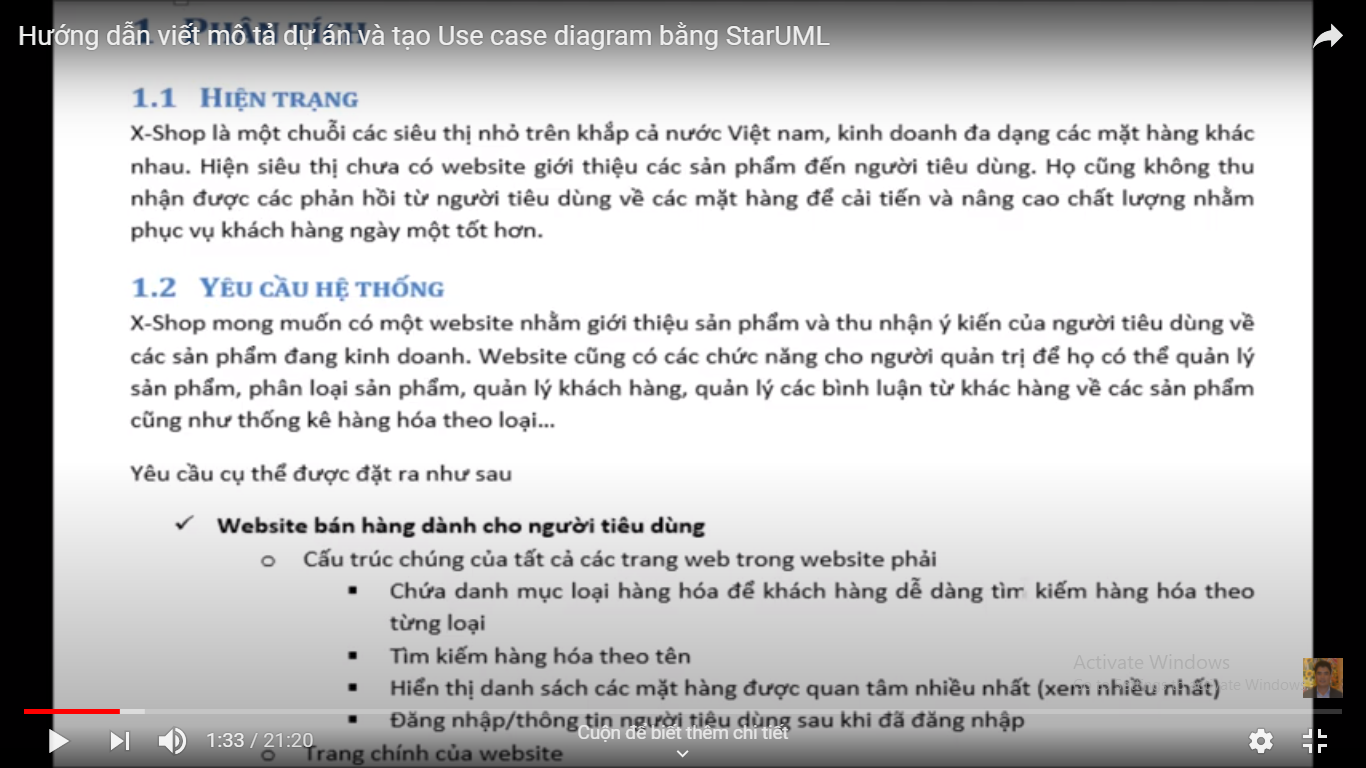 1 PHÂN TÍCH
Hướng dẫn viết mô tả dự án và tạo Use case diagram bằng StarUML
1.1 HIỆN TRẠNG
X-Shop là một chuỗi các siêu thị nhỏ trên khắp cả nước Việt nam, kinh doanh đa dạng các mặt hàng khác
nhau. Hiện siêu thị chưa có website giới thiệu các sản phẩm đến người tiêu dùng. Họ cũng không thu
nhận được các phản hồi từ người tiêu dùng về các mặt hàng để cải tiến và nâng cao chất lượng nhằm
phục vụ khách hàng ngày một tốt hơn.
1.2 YÊU CẦU HỆ THỐNG
X-Shop mong muốn có một website nhằm giới thiệu sản phẩm và thu nhận ý kiến của người tiêu dùng về
các sản phẩm đang kinh doanh. Website cũng có các chức năng cho người quản trị để họ có thể quản lý
sản phẩm, phân loại sản phẩm, quản lý khách hàng, quản lý các bình luận từ khác hàng về các sản phẩm
cũng như thống kê hàng hóa theo loại...
Yêu cầu cụ thể được đặt ra như sau
✓ Website bán hàng dành cho người tiêu dùng
o Cấu trúc chúng của tất cả các trang web trong website phải
▪ Chứa danh mục loại hàng hóa để khách hàng dễ dàng tìm kiếm hàng hóa theo
từng loại
▪ Tìm kiếm hàng hóa theo tên
Activate Windows
▪ Hiển thị danh sách các mặt hàng được quan tâm nhiều nhất (xem nhiều nhất)
Go to Settings to activate Windows.
▪ Đăng nhập/thông tin người tiêu dùng sau khi đã đăng nhập
Cuộn để biết thêm chi tiết
1:33 / 21:20
o Trang chính của website